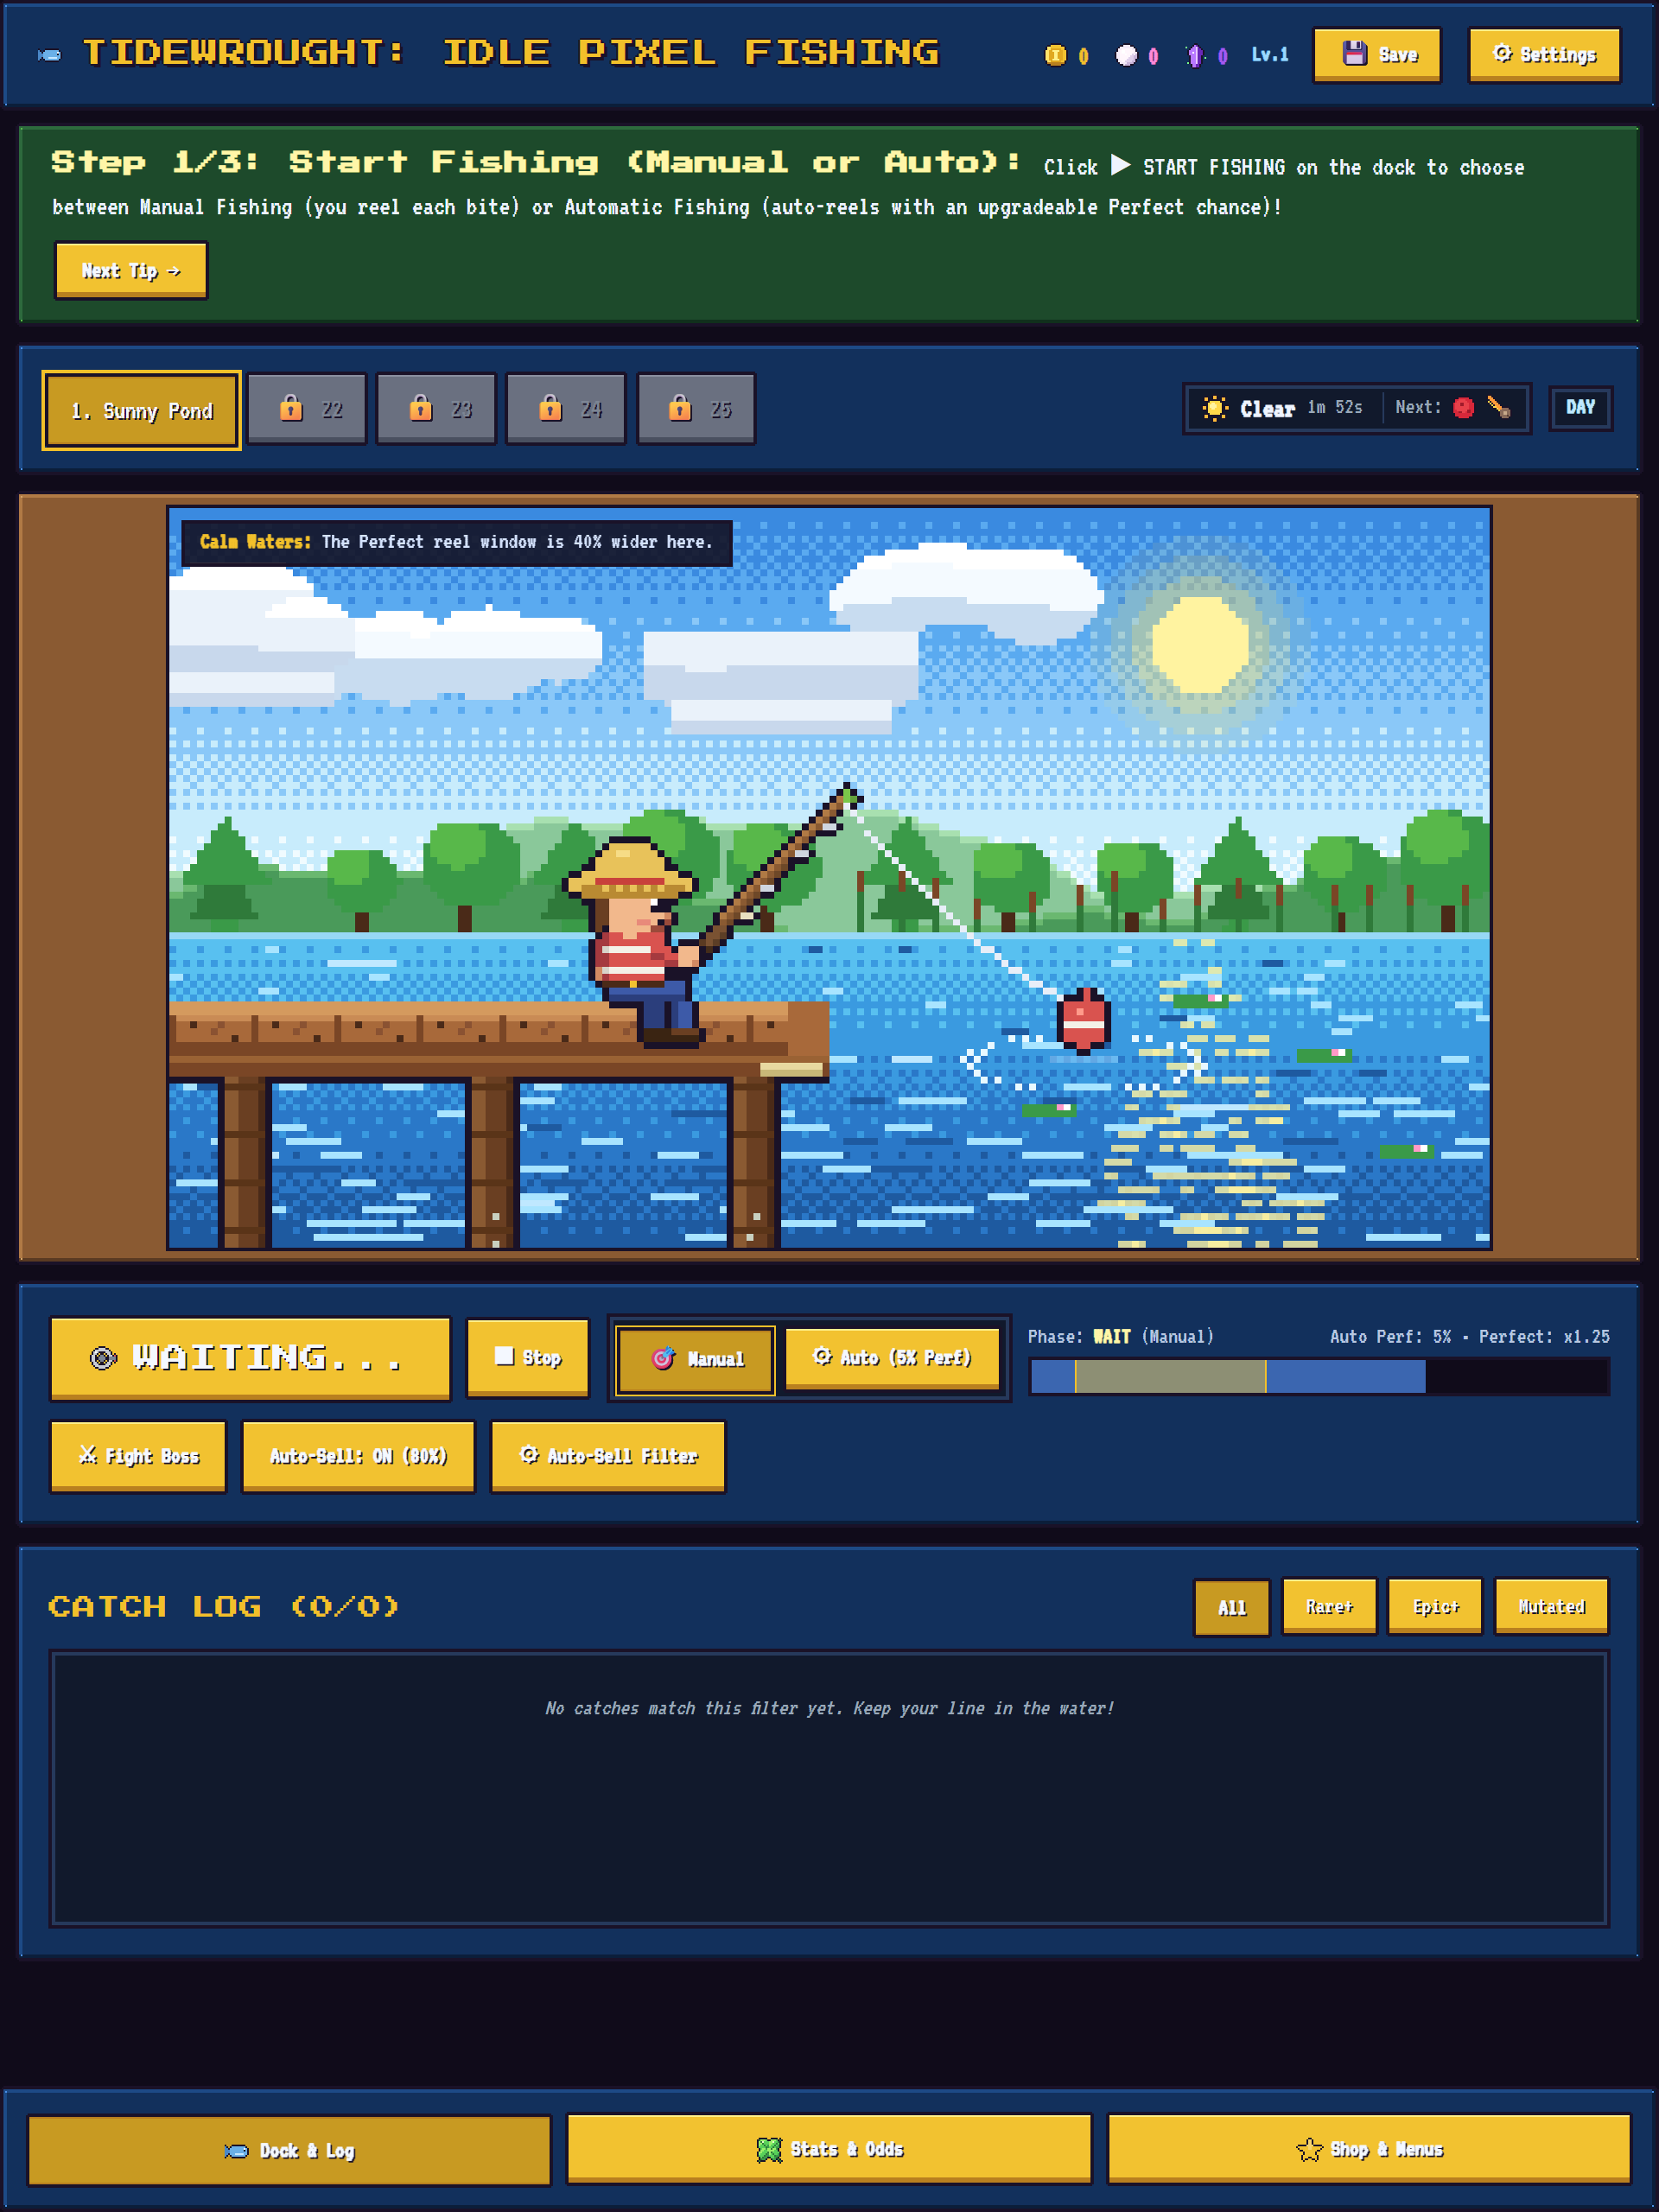 TIDEWROUGHT: IDLE PIXEL FISHING
0 0 0 Lv.1 Save Settings
Step 1/3: Start Fishing (Manual or Auto): Click ▶ START FISHING on the dock to choose
between Manual Fishing (you reel each bite) or Automatic Fishing (auto-reels with an upgradeable Perfect chance)!
Next Tip →
1. Sunny Pond Z2 Z3 Z4 Z5
Clear 1m 52s Next: DAY
Calm Waters: The Perfect reel window is 40% wider here.
WAITING... Stop Manual Auto (5% Perf)
Phase: WAIT (Manual) Auto Perf: 5% · Perfect: x1.25
Fight Boss Auto-Sell: ON (80%) Auto-Sell Filter
CATCH LOG (0/0)
All Rare+ Epic+ Mutated
No catches match this filter yet. Keep your line in the water!
Dock & Log Stats & Odds Shop & Menus